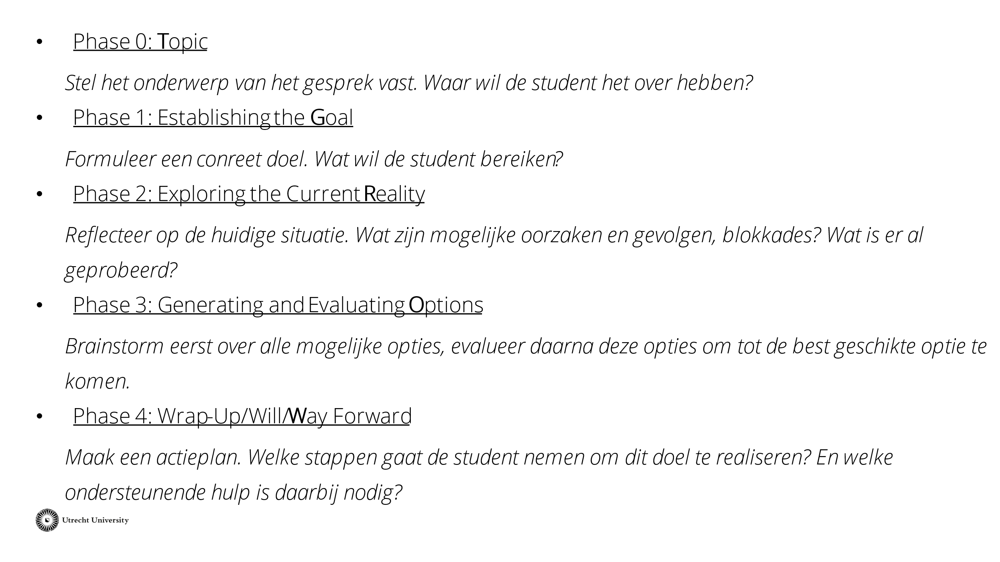 • Phase 0: Topic
Stel het onderwerp van het gesprek vast. Waar wil de student het over hebben?
• Phase 1: Establishing the Goal
Formuleer een conreet doel. Wat wil de student bereiken?
• Phase 2: Exploring the Current Reality
Reflecteer op de huidige situatie. Wat zijn mogelijke oorzaken en gevolgen, blokkades? Wat is er al
geprobeerd?
• Phase 3: Generating and Evaluating Options
Brainstorm eerst over alle mogelijke opties, evalueer daarna deze opties om tot de best geschikte optie te
komen.
• Phase 4: Wrap-Up/Will/Way Forward
Maak een actieplan. Welke stappen gaat de student nemen om dit doel te realiseren? En welke
ondersteunende hulp is daarbij nodig?
Utrecht University